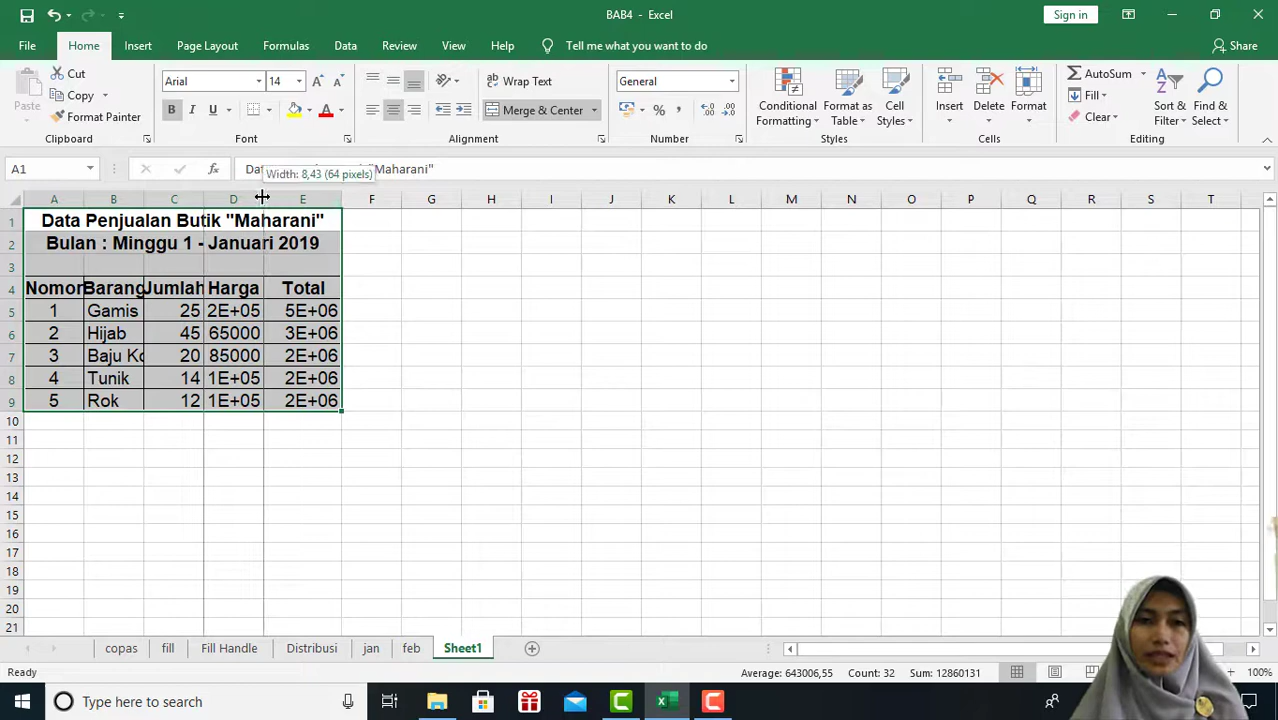 BAB4 - Excel
Sign in
File Home Insert Page Layout Formulas Data Review View Help Tell me what you want to do Share
Paste
Cut
Copy
Format Painter
Clipboard
Arial 14
B I U
Font
Wrap Text
Merge & Center
Alignment
General
Number
Conditional Formatting
Format as Table
Cell Styles
Styles
Insert Delete Format
Cells
AutoSum
Fill
Clear
Sort & Filter
Find & Select
Editing
A1
"Maharani"
Width: 8,43 (64 pixels)
A B C D E F G H I J K L M N O P Q R S T
1 Data Penjualan Butik "Maharani"
2 Bulan : Minggu 1 - Januari 2019
3
4 Nomor Barang Jumlah Harga Total
5 1 Gamis 25 2E+05 5E+06
6 2 Hijab 45 65000 3E+06
7 3 Baju Ko 20 85000 2E+06
8 4 Tunik 14 1E+05 2E+06
9 5 Rok 12 1E+05 2E+06
10
11
12
13
14
15
16
17
18
19
20
21
copas fill Fill Handle Distribusi jan feb Sheet1
Ready
Average: 643006,55 Count: 32 Sum: 12860131
100%
Type here to search